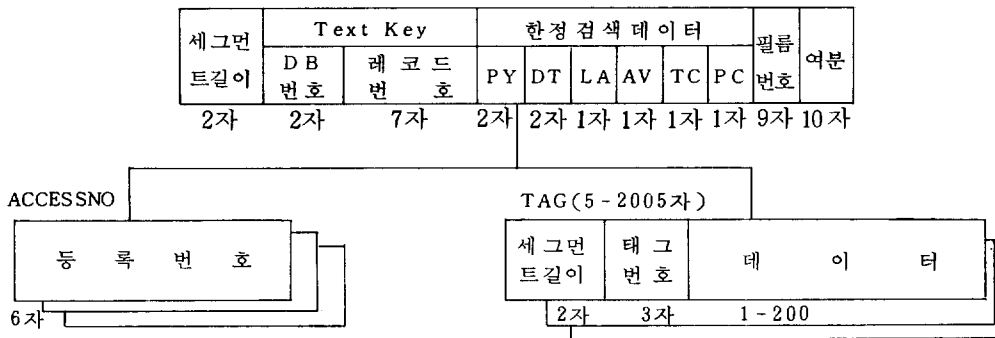 세그먼트길이 Text Key 한정검색데이터 필름번호 여분
DB번호 레코드번호 PY DT LA AV TC PC
2자 2자 7자 2자 2자 1자 1자 1자 1자 9자 10자
ACCESSNO TAG(5-2005자)
등록번호 세그먼트길이 태그번호 데이터
6자 2자 3자 1-200